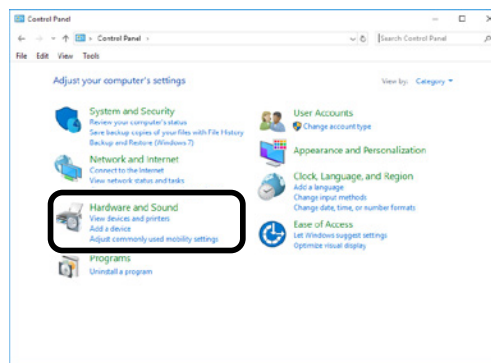 Control Panel
Control Panel
Search Control Panel
File Edit View Tools
Adjust your computer's settings
View by: Category
System and Security
Review your computer's status
Save backup copies of your files with File History
Backup and Restore (Windows 7)
Network and Internet
Connect to the Internet
View network status and tasks
Hardware and Sound
View devices and printers
Add a device
Adjust commonly used mobility settings
Programs
Uninstall a program
User Accounts
Change account type
Appearance and Personalization
Clock, Language, and Region
Add a language
Change input methods
Change date, time, or number formats
Ease of Access
Let Windows suggest settings
Optimize visual display